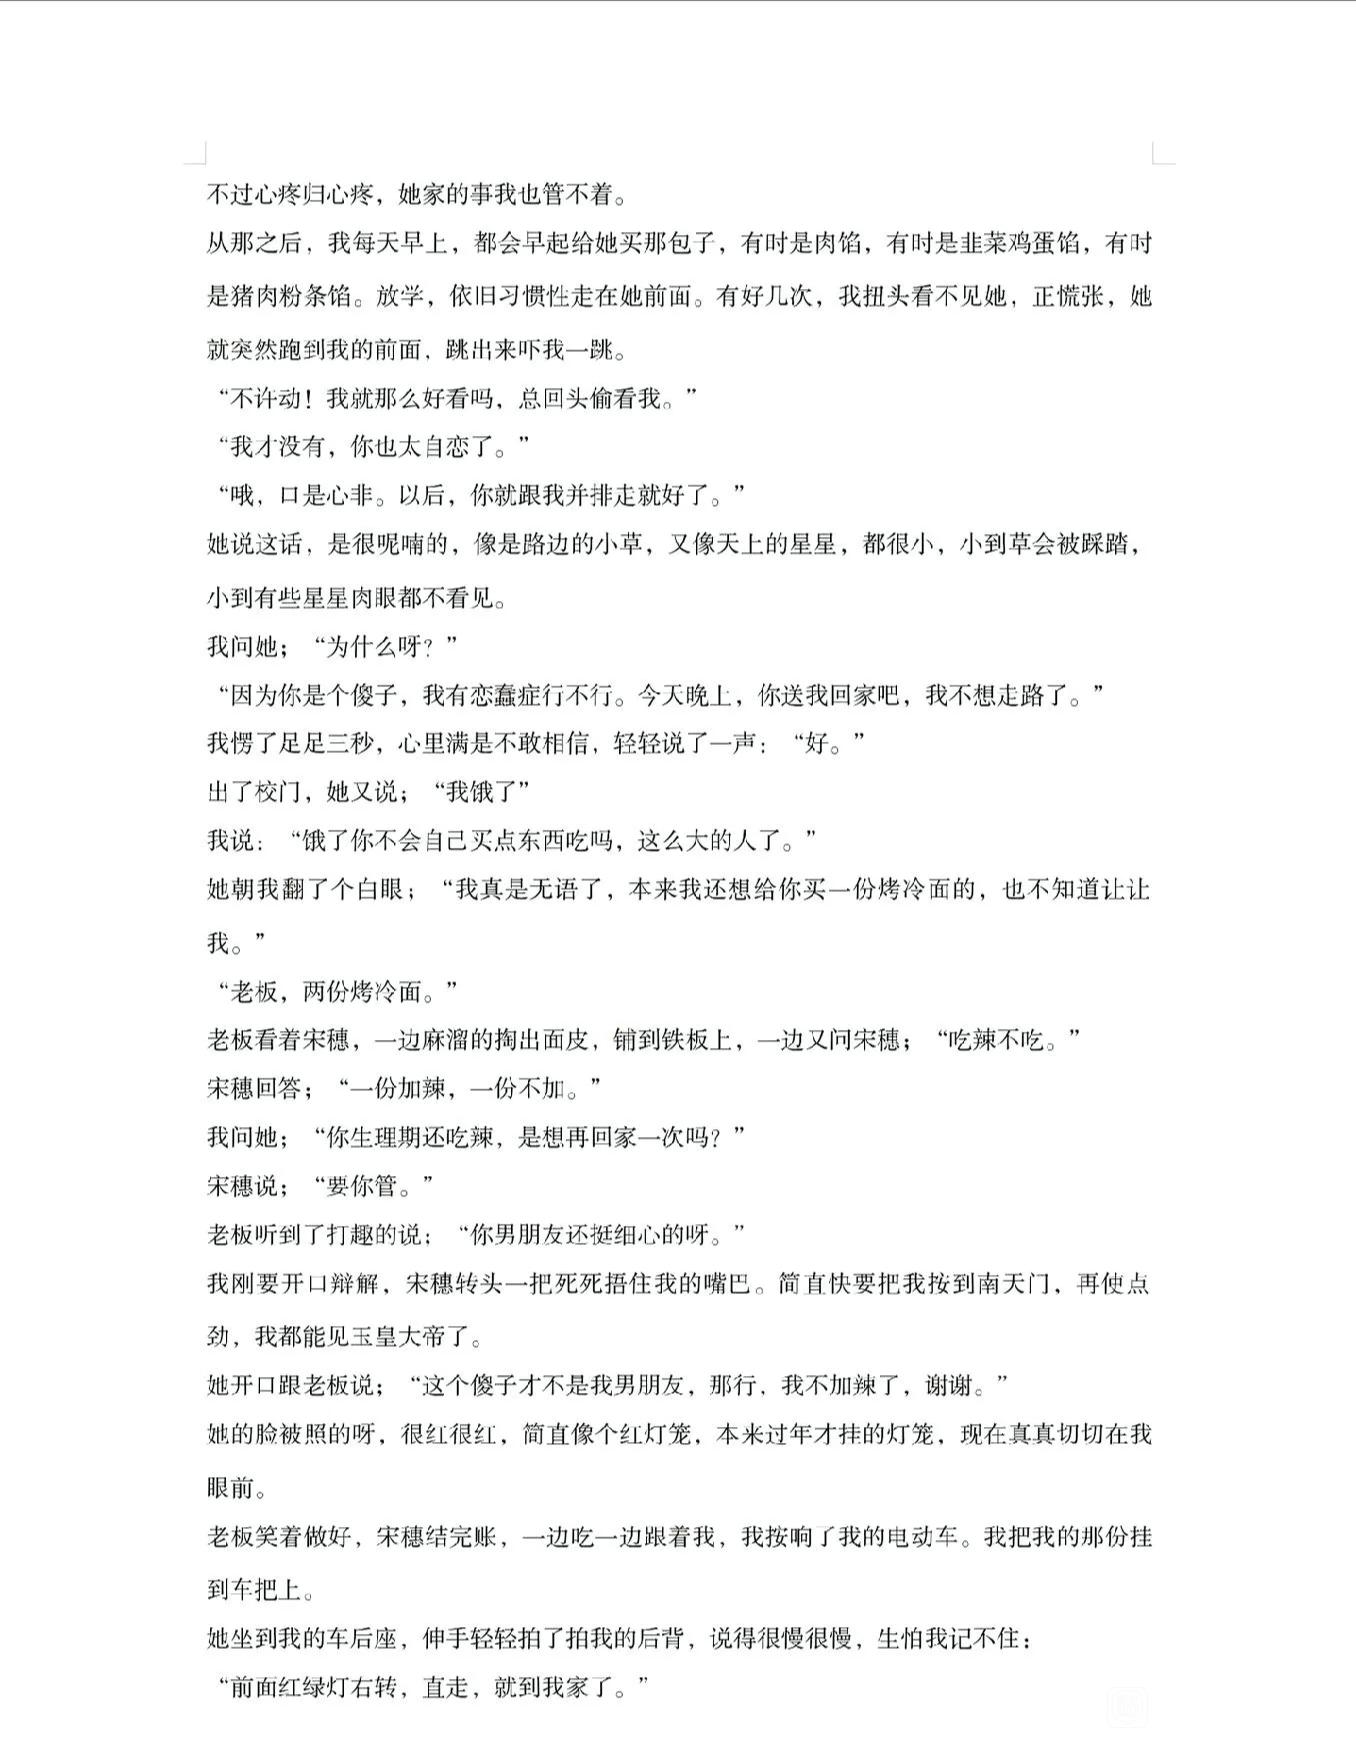 不过心疼归心疼，她家的事我也管不着。
从那之后，我每天早上，都会早起给她买那包子，有时是肉馅，有时是韭菜鸡蛋馅，有时
是猪肉粉条馅。放学，依旧习惯性走在她前面。有好几次，我扭头看不见她，正慌张，她
就突然跑到我的前面，跳出来吓我一跳。
“不许动！我就那么好看吗，总回头偷看我。”
“我才没有，你也太自恋了。”
“哦，口是心非。以后，你就跟我并排走就好了。”
她说这话，是很呢喃的，像是路边的小草，又像天上的星星，都很小，小到草会被踩踏，
小到有些星星肉眼都不看见。
我问她；“为什么呀？”
“因为你是个傻子，我有恋蠢症行不行。今天晚上，你送我回家吧，我不想走路了。”
我愣了足足三秒，心里满是不敢相信，轻轻说了一声：“好。”
出了校门，她又说；“我饿了”
我说：“饿了你不会自己买点东西吃吗，这么大的人了。”
她朝我翻了个白眼；“我真是无语了，本来我还想给你买一份烤冷面的，也不知道让让
我。”
“老板，两份烤冷面。”
老板看着宋穗，一边麻溜的掏出面皮，铺到铁板上，一边又问宋穗；“吃辣不吃。”
宋穗回答；“一份加辣，一份不加。”
我问她；“你生理期还吃辣，是想再回家一次吗？”
宋穗说；“要你管。”
老板听到了打趣的说；“你男朋友还挺细心的呀。”
我刚要开口辩解，宋穗转头一把死死捂住我的嘴巴。简直快要把我按到南天门，再使点
劲，我都能见玉皇大帝了。
她开口跟老板说；“这个傻子才不是我男朋友，那行，我不加辣了，谢谢。”
她的脸被照的呀，很红很红，简直像个红灯笼，本来过年才挂的灯笼，现在真真切切在我
眼前。
老板笑着做好，宋穗结完账，一边吃一边跟着我，我按响了我的电动车。我把我的那份挂
到车把上。
她坐到我的车后座，伸手轻轻拍了拍我的后背，说得很慢很慢，生怕我记不住：
“前面红绿灯右转，直走，就到我家了。”